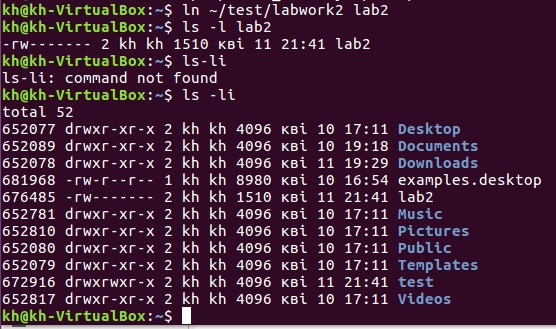 kh@kh-VirtualBox:~$ ln ~/test/labwork2 lab2
kh@kh-VirtualBox:~$ ls -l lab2
-rw------- 2 kh kh 1510 кві 11 21:41 lab2
kh@kh-VirtualBox:~$ ls-li
ls-li: command not found
kh@kh-VirtualBox:~$ ls -li
total 52
652077 drwxr-xr-x 2 kh kh 4096 кві 10 17:11 Desktop
652089 drwxr-xr-x 2 kh kh 4096 кві 10 19:18 Documents
652078 drwxr-xr-x 2 kh kh 4096 кві 11 19:29 Downloads
681968 -rw-r--r-- 1 kh kh 8980 кві 10 16:54 examples.desktop
676485 -rw------- 2 kh kh 1510 кві 11 21:41 lab2
652781 drwxr-xr-x 2 kh kh 4096 кві 10 17:11 Music
652810 drwxr-xr-x 2 kh kh 4096 кві 10 17:11 Pictures
652080 drwxr-xr-x 2 kh kh 4096 кві 10 17:11 Public
652079 drwxr-xr-x 2 kh kh 4096 кві 10 17:11 Templates
672916 drwxrwxr-x 2 kh kh 4096 кві 11 21:41 test
652817 drwxr-xr-x 2 kh kh 4096 кві 10 17:11 Videos
kh@kh-VirtualBox:~$